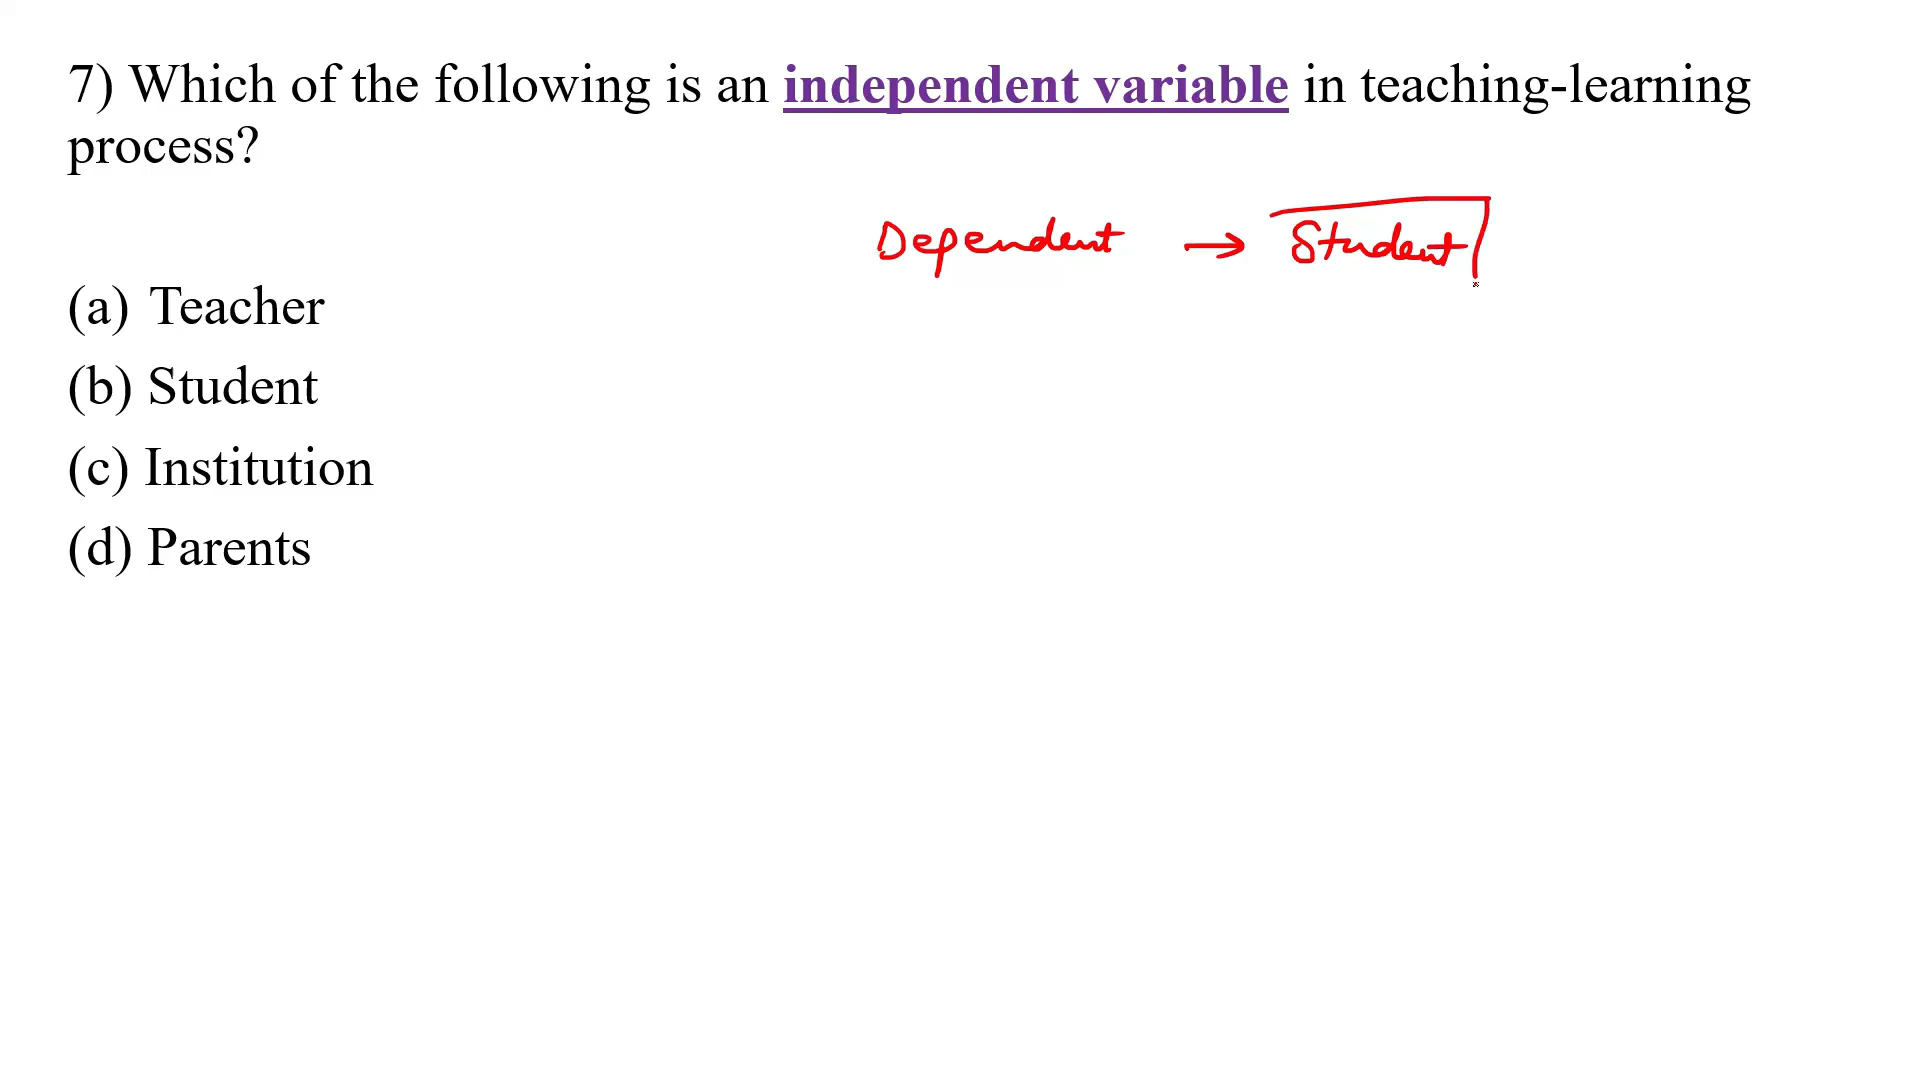 7) Which of the following is an independent variable in teaching-learning
process?
Dependent → Student
(a) Teacher
(b) Student
(c) Institution
(d) Parents